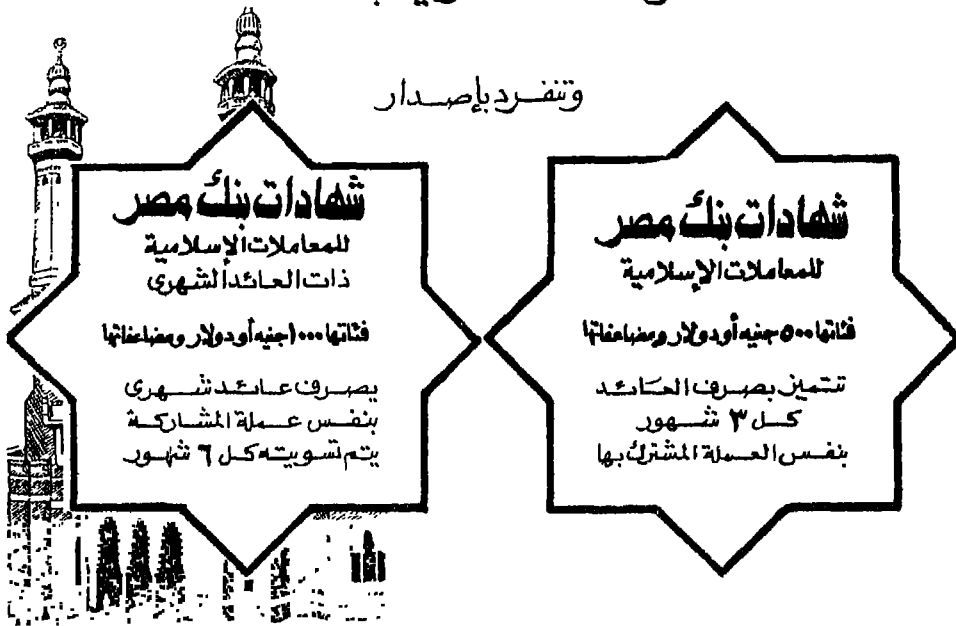 وتنفرد بإصدار
شهادات بنك مصر
للمعاملات الإسلامية
فئاتها ٥٠٠ جنيه أو دولار ومضاعفاتها
تتميز بصرف العائد
كل ٣ شهور
بنفس العملة المشترك بها
شهادات بنك مصر
للمعاملات الإسلامية
ذات العائد الشهرى
فئاتها ١٠٠٠ جنيه أو دولار ومضاعفاتها
يصرف عائد شهرى
بنفس عملة المشاركة
يتم تسويته كل ٦ شهور